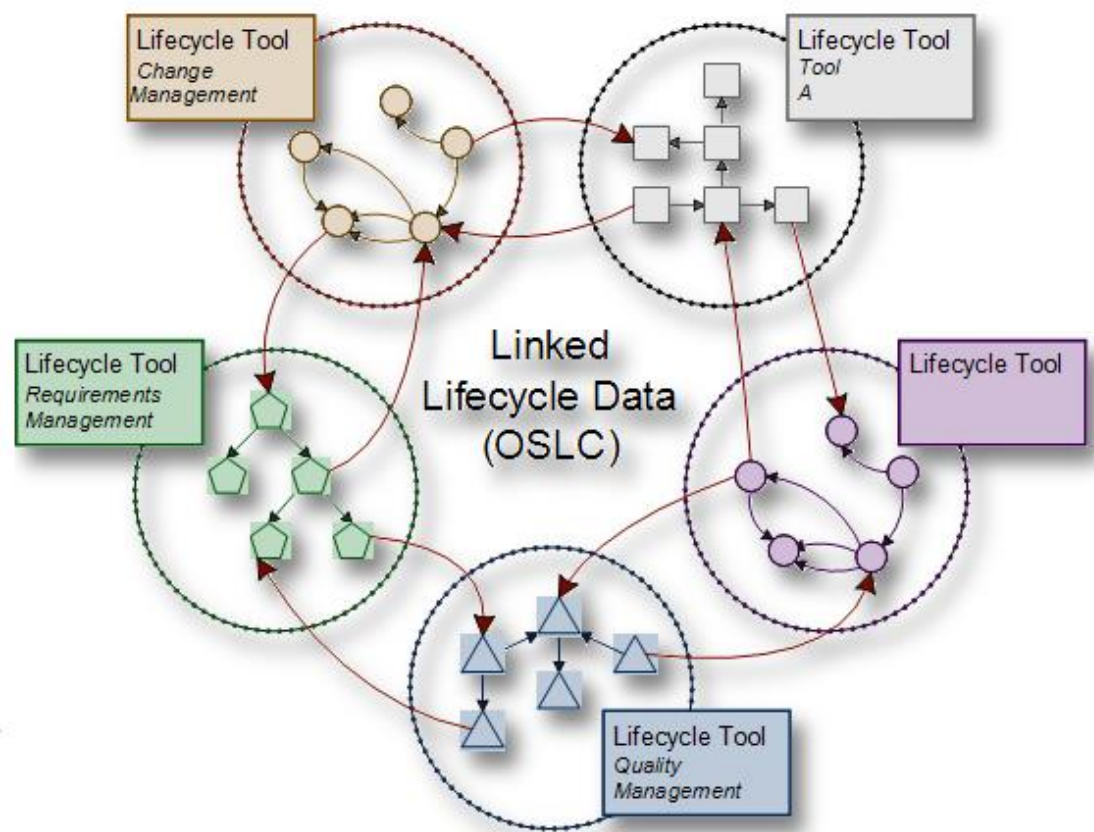 Lifecycle Tool
Change
Management
Lifecycle Tool
Tool
A
Linked
Lifecycle Data
(OSLC)
Lifecycle Tool
Requirements
Management
Lifecycle Tool
Lifecycle Tool
Quality
Management